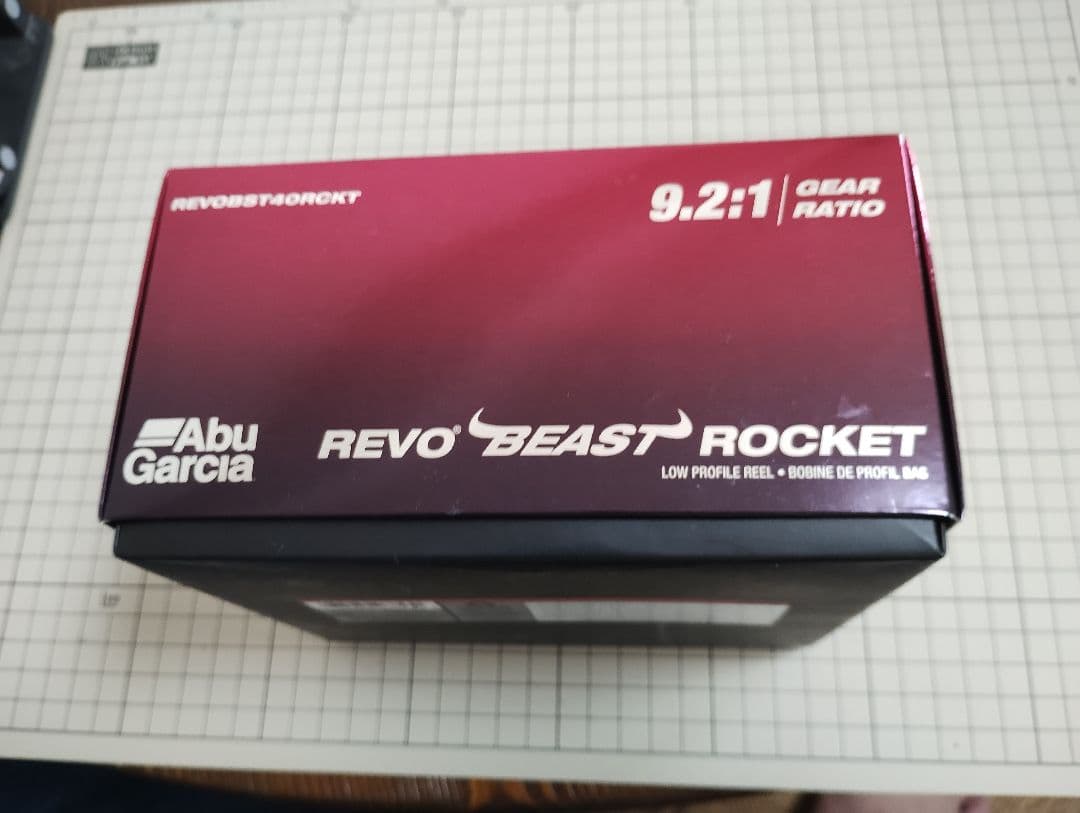 REVOBST40RCKT
9.2:1 GEAR RATIO
Abu Garcia
REVO® BEAST ROCKET
LOW PROFILE REEL • BOBINE DE PROFIL BAS